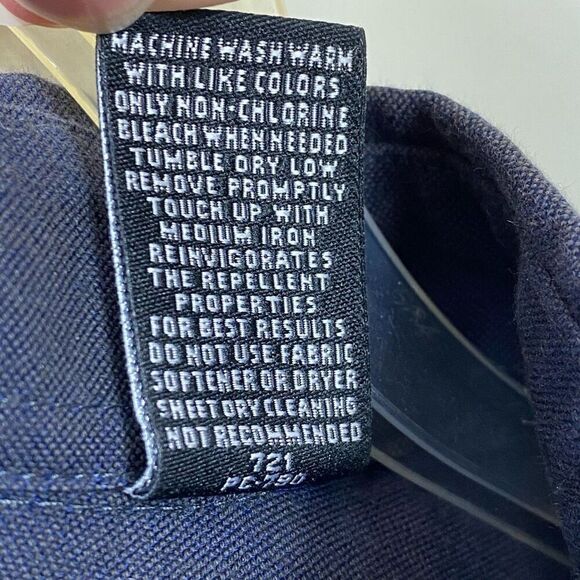 MACHINE WASH WARM
WITH LIKE COLORS
ONLY NON-CHLORINE
BLEACH WHEN NEEDED
TUMBLE DRY LOW
REMOVE PROMPTLY
TOUCH UP WITH
MEDIUM IRON
REINVIGORATES
THE REPELLENT
PROPERTIES
FOR BEST RESULTS
DO NOT USE FABRIC
SOFTENER OR DRYER
SHEET DRY CLEANING
NOT RECOMMENDED
721